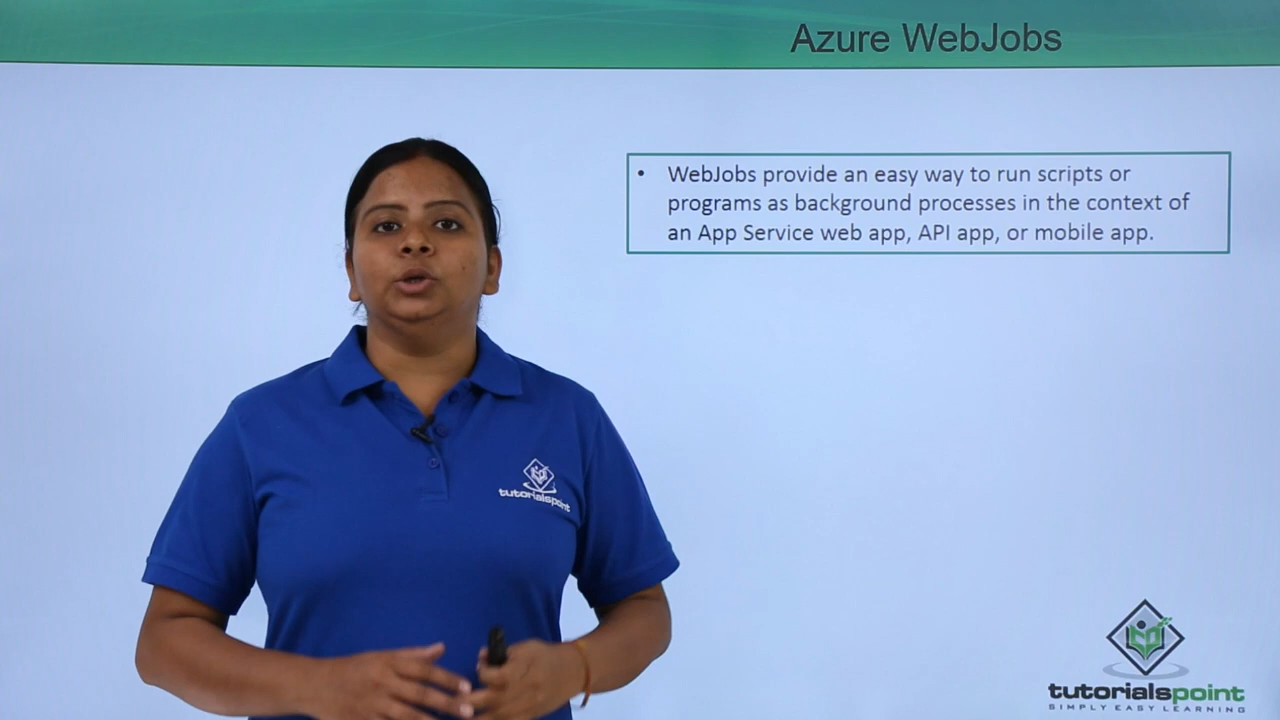 Azure WebJobs
• WebJobs provide an easy way to run scripts or
programs as background processes in the context of
an App Service web app, API app, or mobile app.
tutorialspoint
tutorialspoint
SIMPLY EASY LEARNING